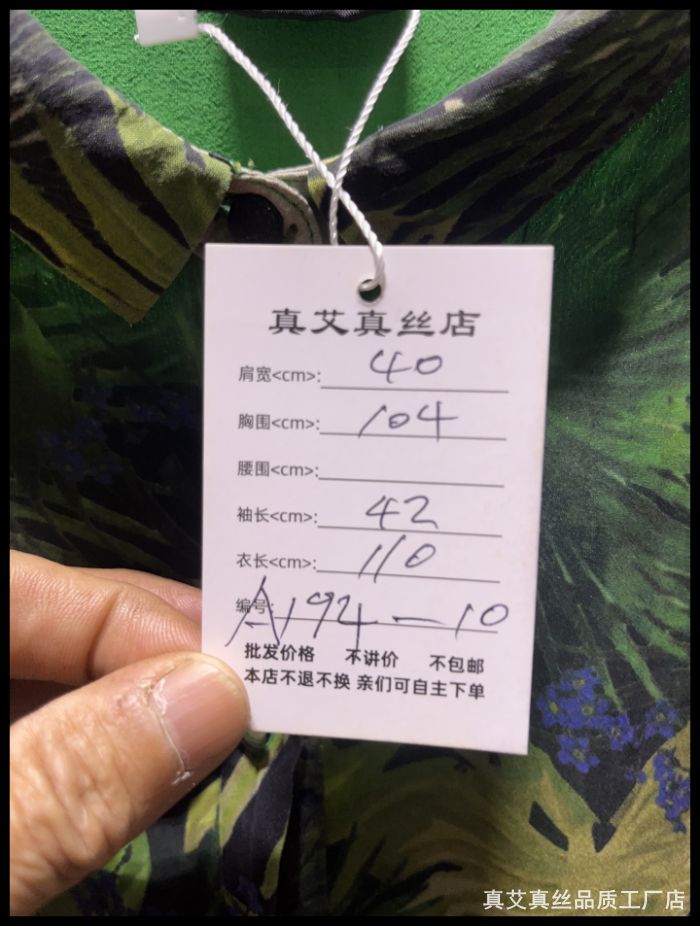 真艾真丝店
肩宽<cm>: 40
胸围<cm>: 104
腰围<cm>:
袖长<cm>: 42
衣长<cm>: 110
编号: A194-10
批发价格 不讲价 不包邮
本店不退不换 亲们可自主下单
真艾真丝品质工厂店